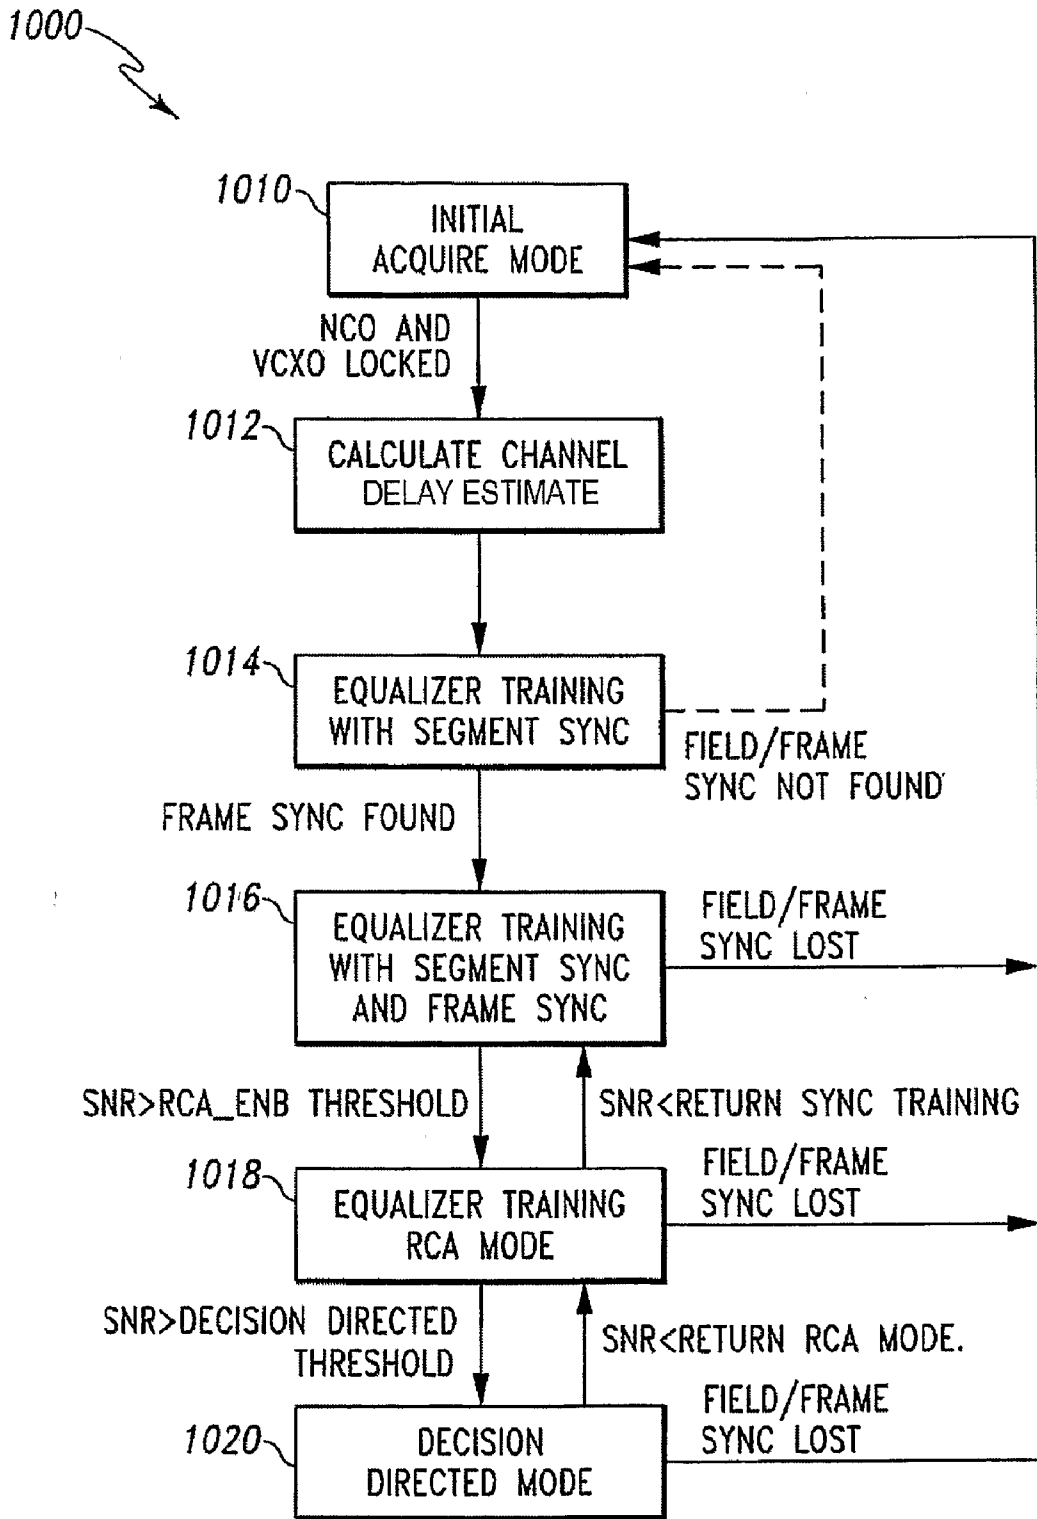 1000
1010
INITIAL
ACQUIRE MODE
NCO AND
VCXO LOCKED
1012
CALCULATE CHANNEL
DELAY ESTIMATE
1014
EQUALIZER TRAINING
WITH SEGMENT SYNC
FIELD/FRAME
SYNC NOT FOUND
FRAME SYNC FOUND
1016
EQUALIZER TRAINING
WITH SEGMENT SYNC
AND FRAME SYNC
FIELD/FRAME
SYNC LOST
SNR>RCA_ENB THRESHOLD
SNR<RETURN SYNC TRAINING
1018
EQUALIZER TRAINING
RCA MODE
FIELD/FRAME
SYNC LOST
SNR>DECISION DIRECTED
THRESHOLD
SNR<RETURN RCA MODE.
1020
DECISION
DIRECTED MODE
FIELD/FRAME
SYNC LOST